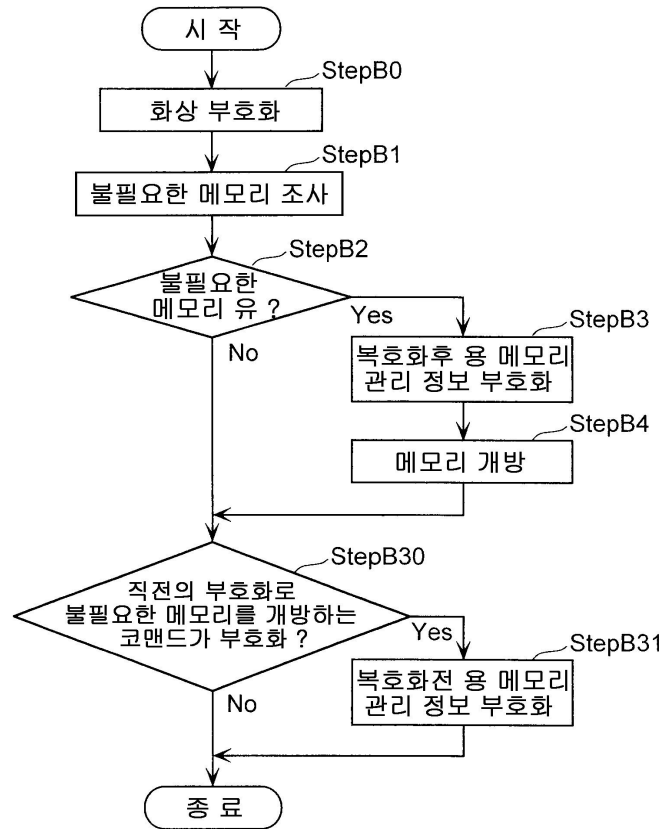 시 작
StepB0
화상 부호화
StepB1
불필요한 메모리 조사
StepB2
불필요한
메모리 유 ?
Yes
No
StepB3
복호화후 용 메모리
관리 정보 부호화
StepB4
메모리 개방
StepB30
직전의 부호화로
불필요한 메모리를 개방하는
코맨드가 부호화 ?
Yes
No
StepB31
복호화전 용 메모리
관리 정보 부호화
종 료